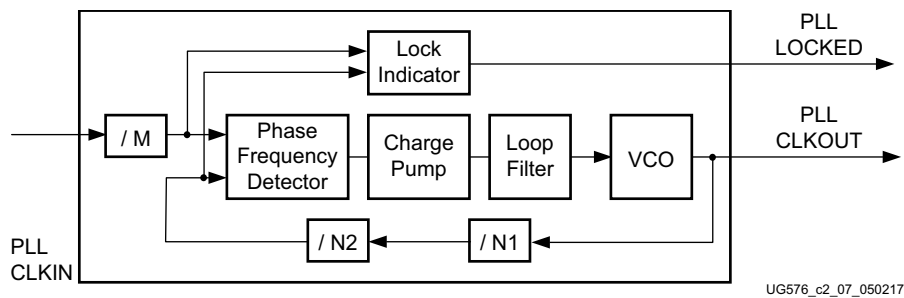 PLL
LOCKED
Lock
Indicator
PLL
CLKOUT
/ M
Phase
Frequency
Detector
Charge
Pump
Loop
Filter
VCO
/ N2
/ N1
PLL
CLKIN
UG576_c2_07_050217